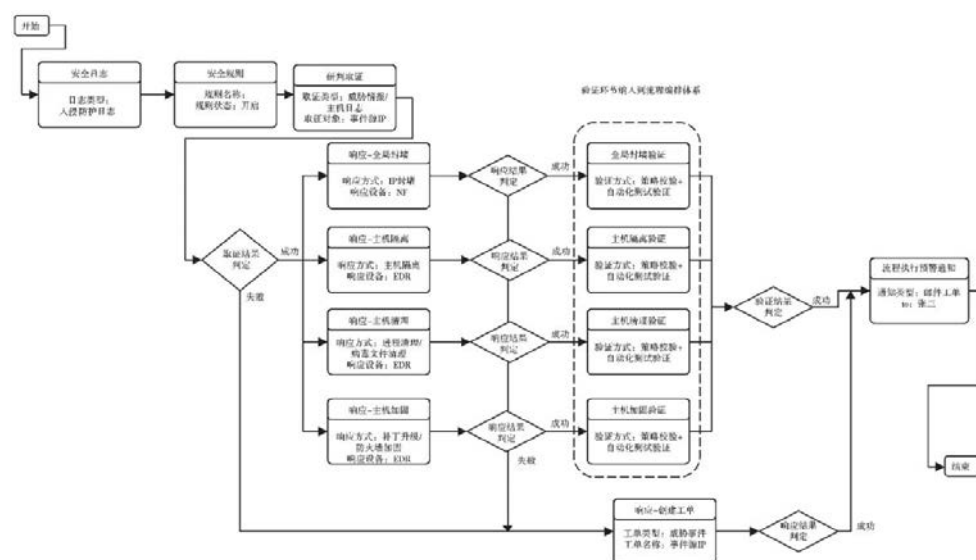 开始
安全日志
日志类型：
入侵防护日志
安全规则
规则名称：
规则状态：开启
研判取证
取证类型：威胁情报/
主机日志
取证对象：事件源IP
验证环节纳入到流程编排体系
响应-全局封堵
响应方式：IP封堵
响应设备：NF
响应结果
判定
成功
全局封堵验证
验证方式：策略校验+
自动化测试验证
取证结果
判定
成功
失败
响应-主机隔离
响应方式：主机隔离
响应设备：EDR
响应结果
判定
成功
主机隔离验证
验证方式：策略校验+
自动化测试验证
响应-主机清理
响应方式：进程清理/
病毒文件清理
响应设备：EDR
响应结果
判定
成功
主机清理验证
验证方式：策略校验+
自动化测试验证
响应-主机加固
响应方式：补丁升级/
防火墙加固
响应设备：EDR
响应结果
判定
成功
失败
主机加固验证
验证方式：策略校验+
自动化测试验证
验证结果
判定
成功
流程执行预警通知
通知类型：邮件工单
to：张三
结束
响应-创建工单
工单类型：威胁事件
工单名称：事件源IP
响应结果
判定
成功